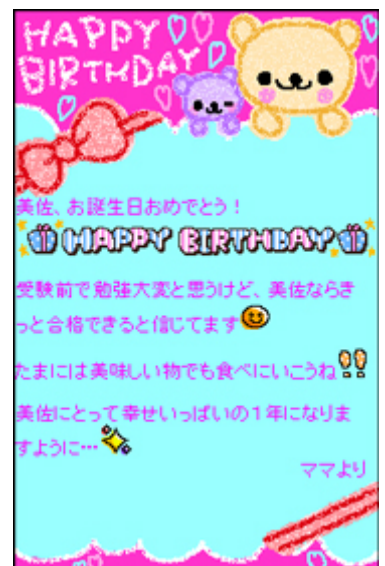 HAPPY
BIRTHDAY
美佐、お誕生日おめでとう！
HAPPY BIRTHDAY
受験前で勉強大変と思うけど、美佐ならき
っと合格できると信じてます
たまには美味しい物でも食べにいこうね
美佐にとって幸せいっぱいの１年になりま
すように…
ママより